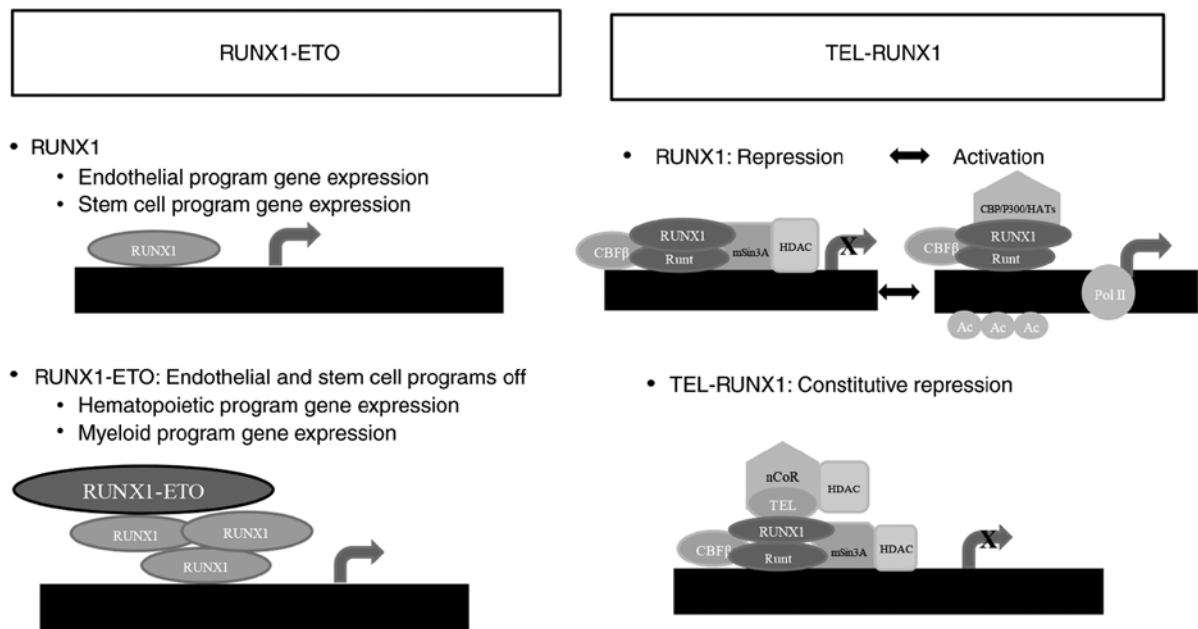 RUNX1-ETO
• RUNX1
• Endothelial program gene expression
• Stem cell program gene expression
RUNX1
• RUNX1-ETO: Endothelial and stem cell programs off
• Hematopoietic program gene expression
• Myeloid program gene expression
RUNX1-ETO
RUNX1
RUNX1
RUNX1
TEL-RUNX1
• RUNX1: Repression ↔ Activation
CBFβ
RUNX1
Runt
mSin3A
HDAC
X
CBP/P300/HATs
CBFβ
RUNX1
Runt
Pol II
Ac Ac Ac
• TEL-RUNX1: Constitutive repression
nCoR
HDAC
TEL
CBFβ
RUNX1
Runt
mSin3A
HDAC
X